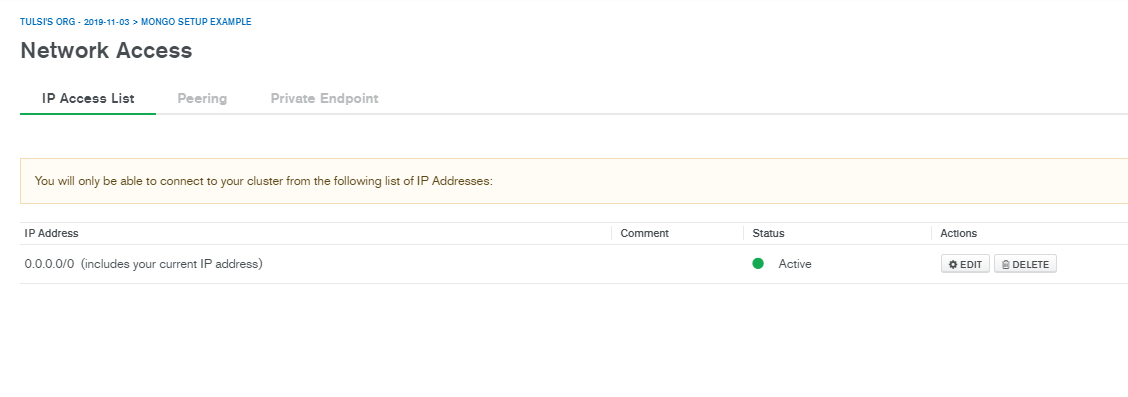 TULSI'S ORG - 2019-11-03 > MONGO SETUP EXAMPLE
Network Access
IP Access List Peering Private Endpoint
You will only be able to connect to your cluster from the following list of IP Addresses:
IP Address Comment Status Actions
0.0.0.0/0 (includes your current IP address) Active EDIT DELETE